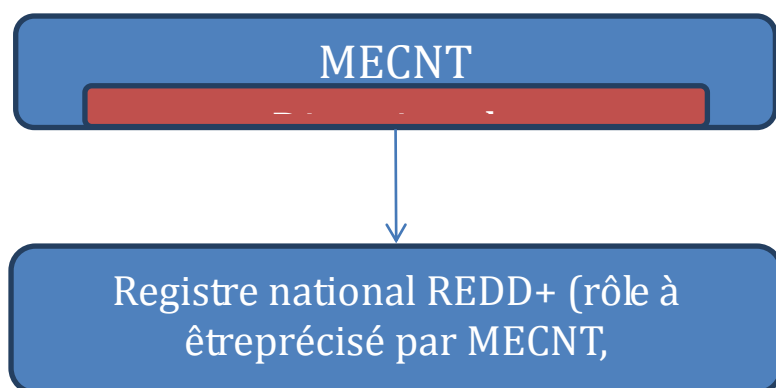 MECNT
Registre national REDD+ (rôle à
êtreprécisé par MECNT,